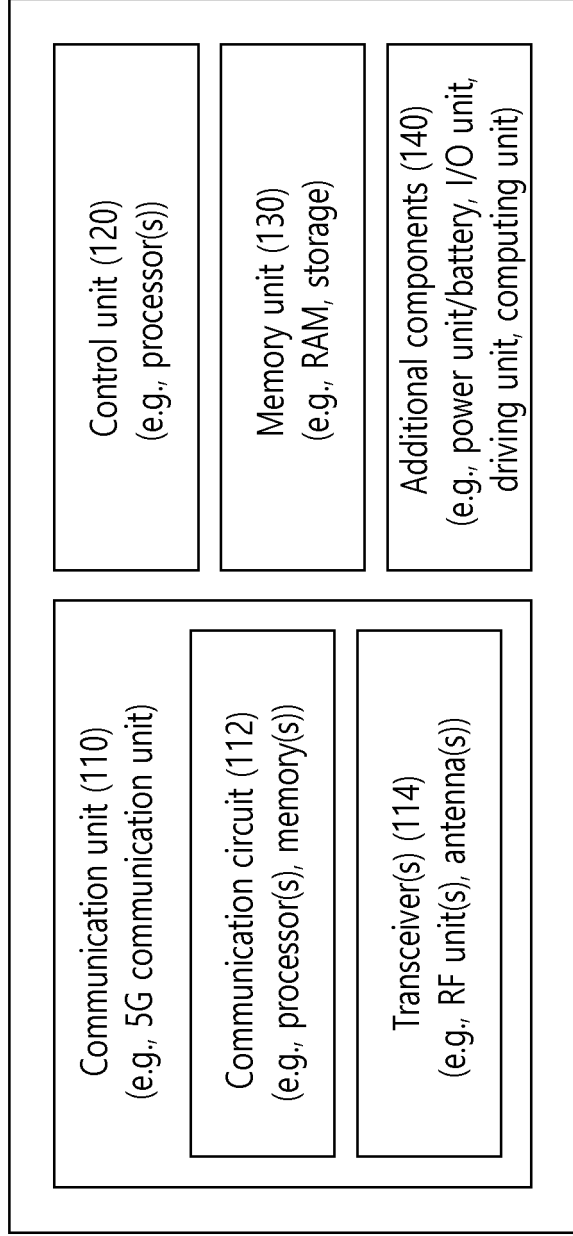 Communication unit (110)
(e.g., 5G communication unit)
Communication circuit (112)
(e.g., processor(s), memory(s))
Transceiver(s) (114)
(e.g., RF unit(s), antenna(s))
Control unit (120)
(e.g., processor(s))
Memory unit (130)
(e.g., RAM, storage)
Additional components (140)
(e.g., power unit/battery, I/O unit,
driving unit, computing unit)